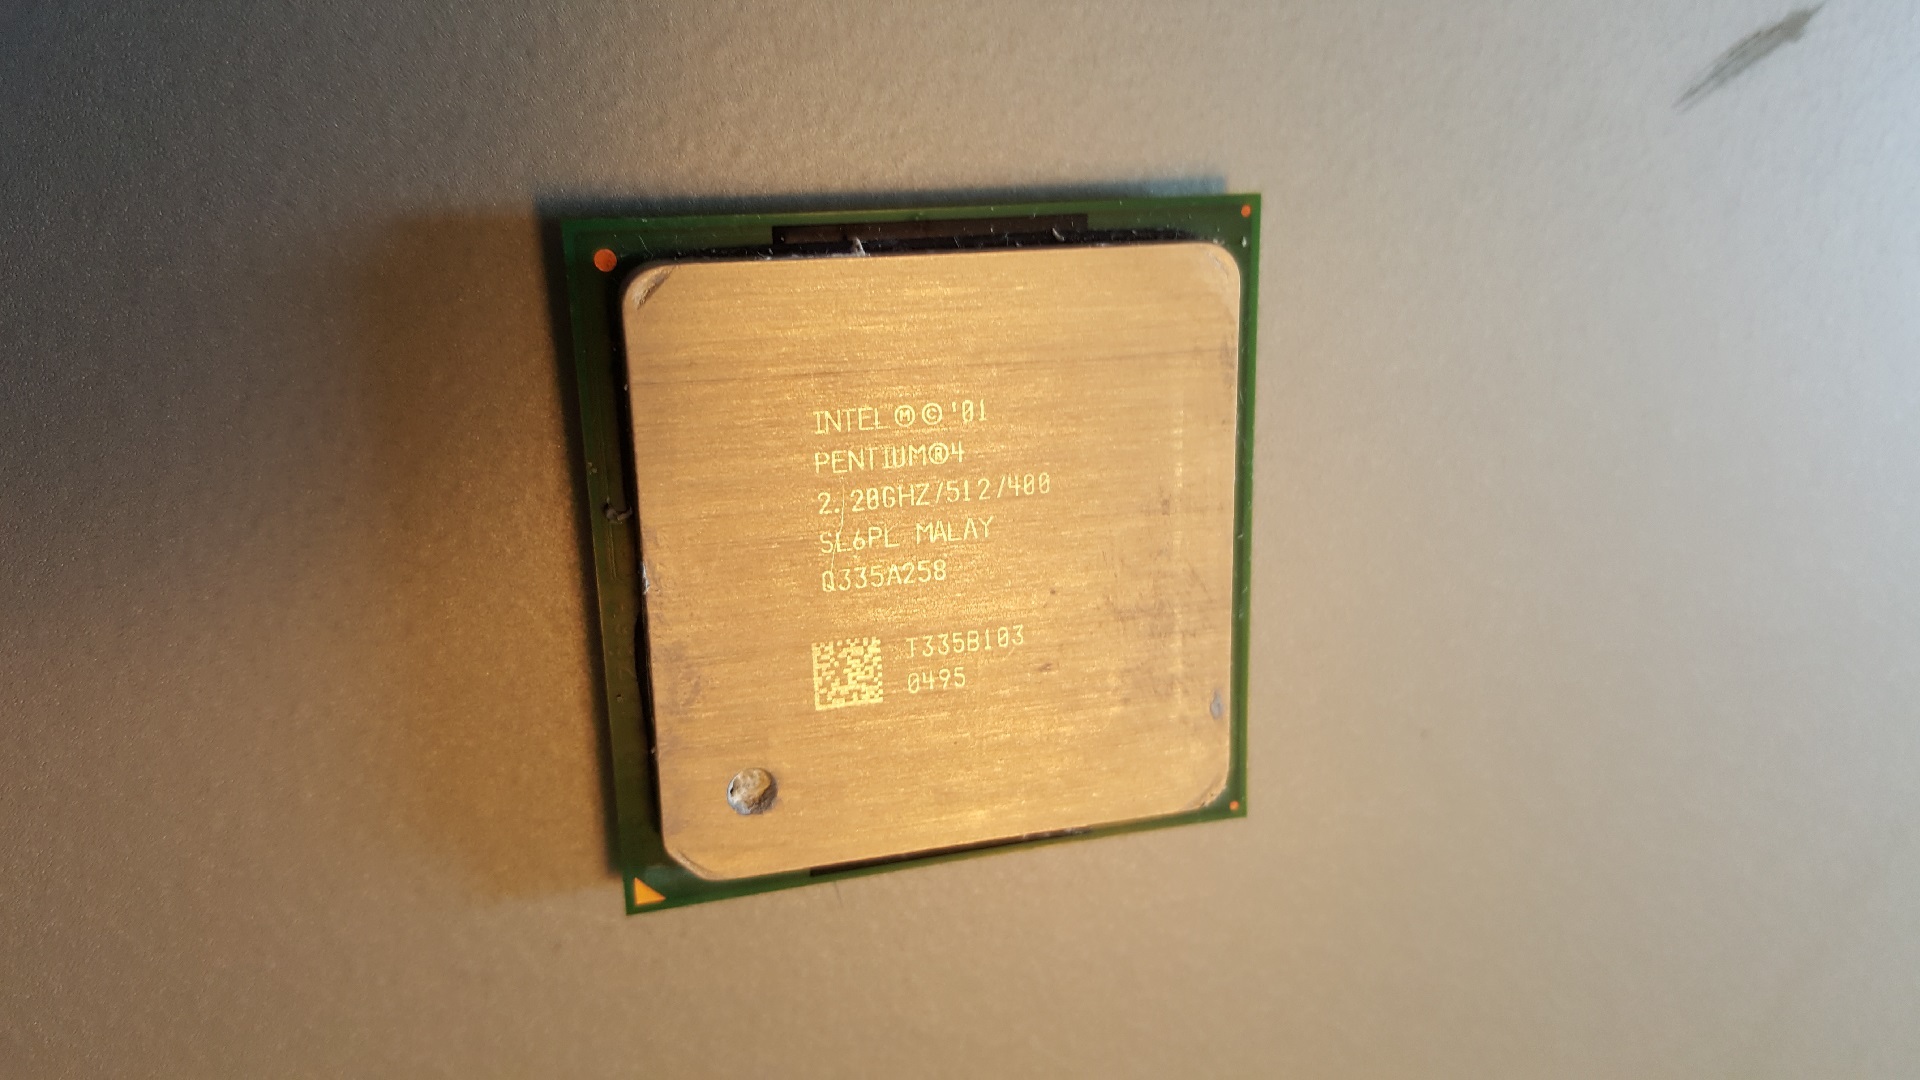 INTEL Ⓜ © '01
PENTIUM®4
2.20GHZ/512/400
SL6PL MALAY
Q335A258
T335B103
0495